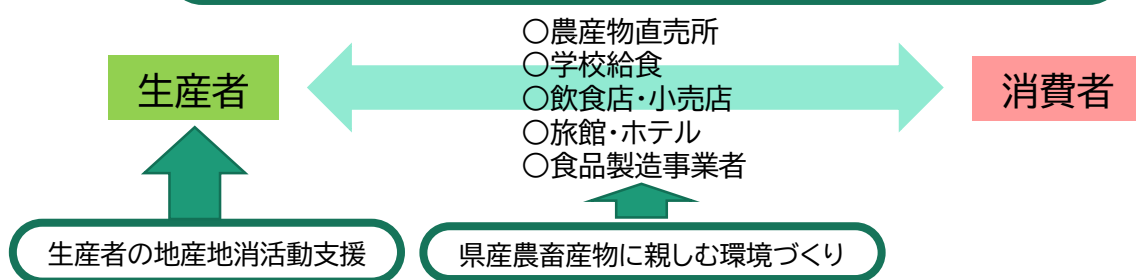 ○農産物直売所
○学校給食
生産者
○飲食店・小売店
消費者
○旅館・ホテル
○食品製造事業者
生産者の地産地消活動支援
県産農畜産物に親しむ環境づくり